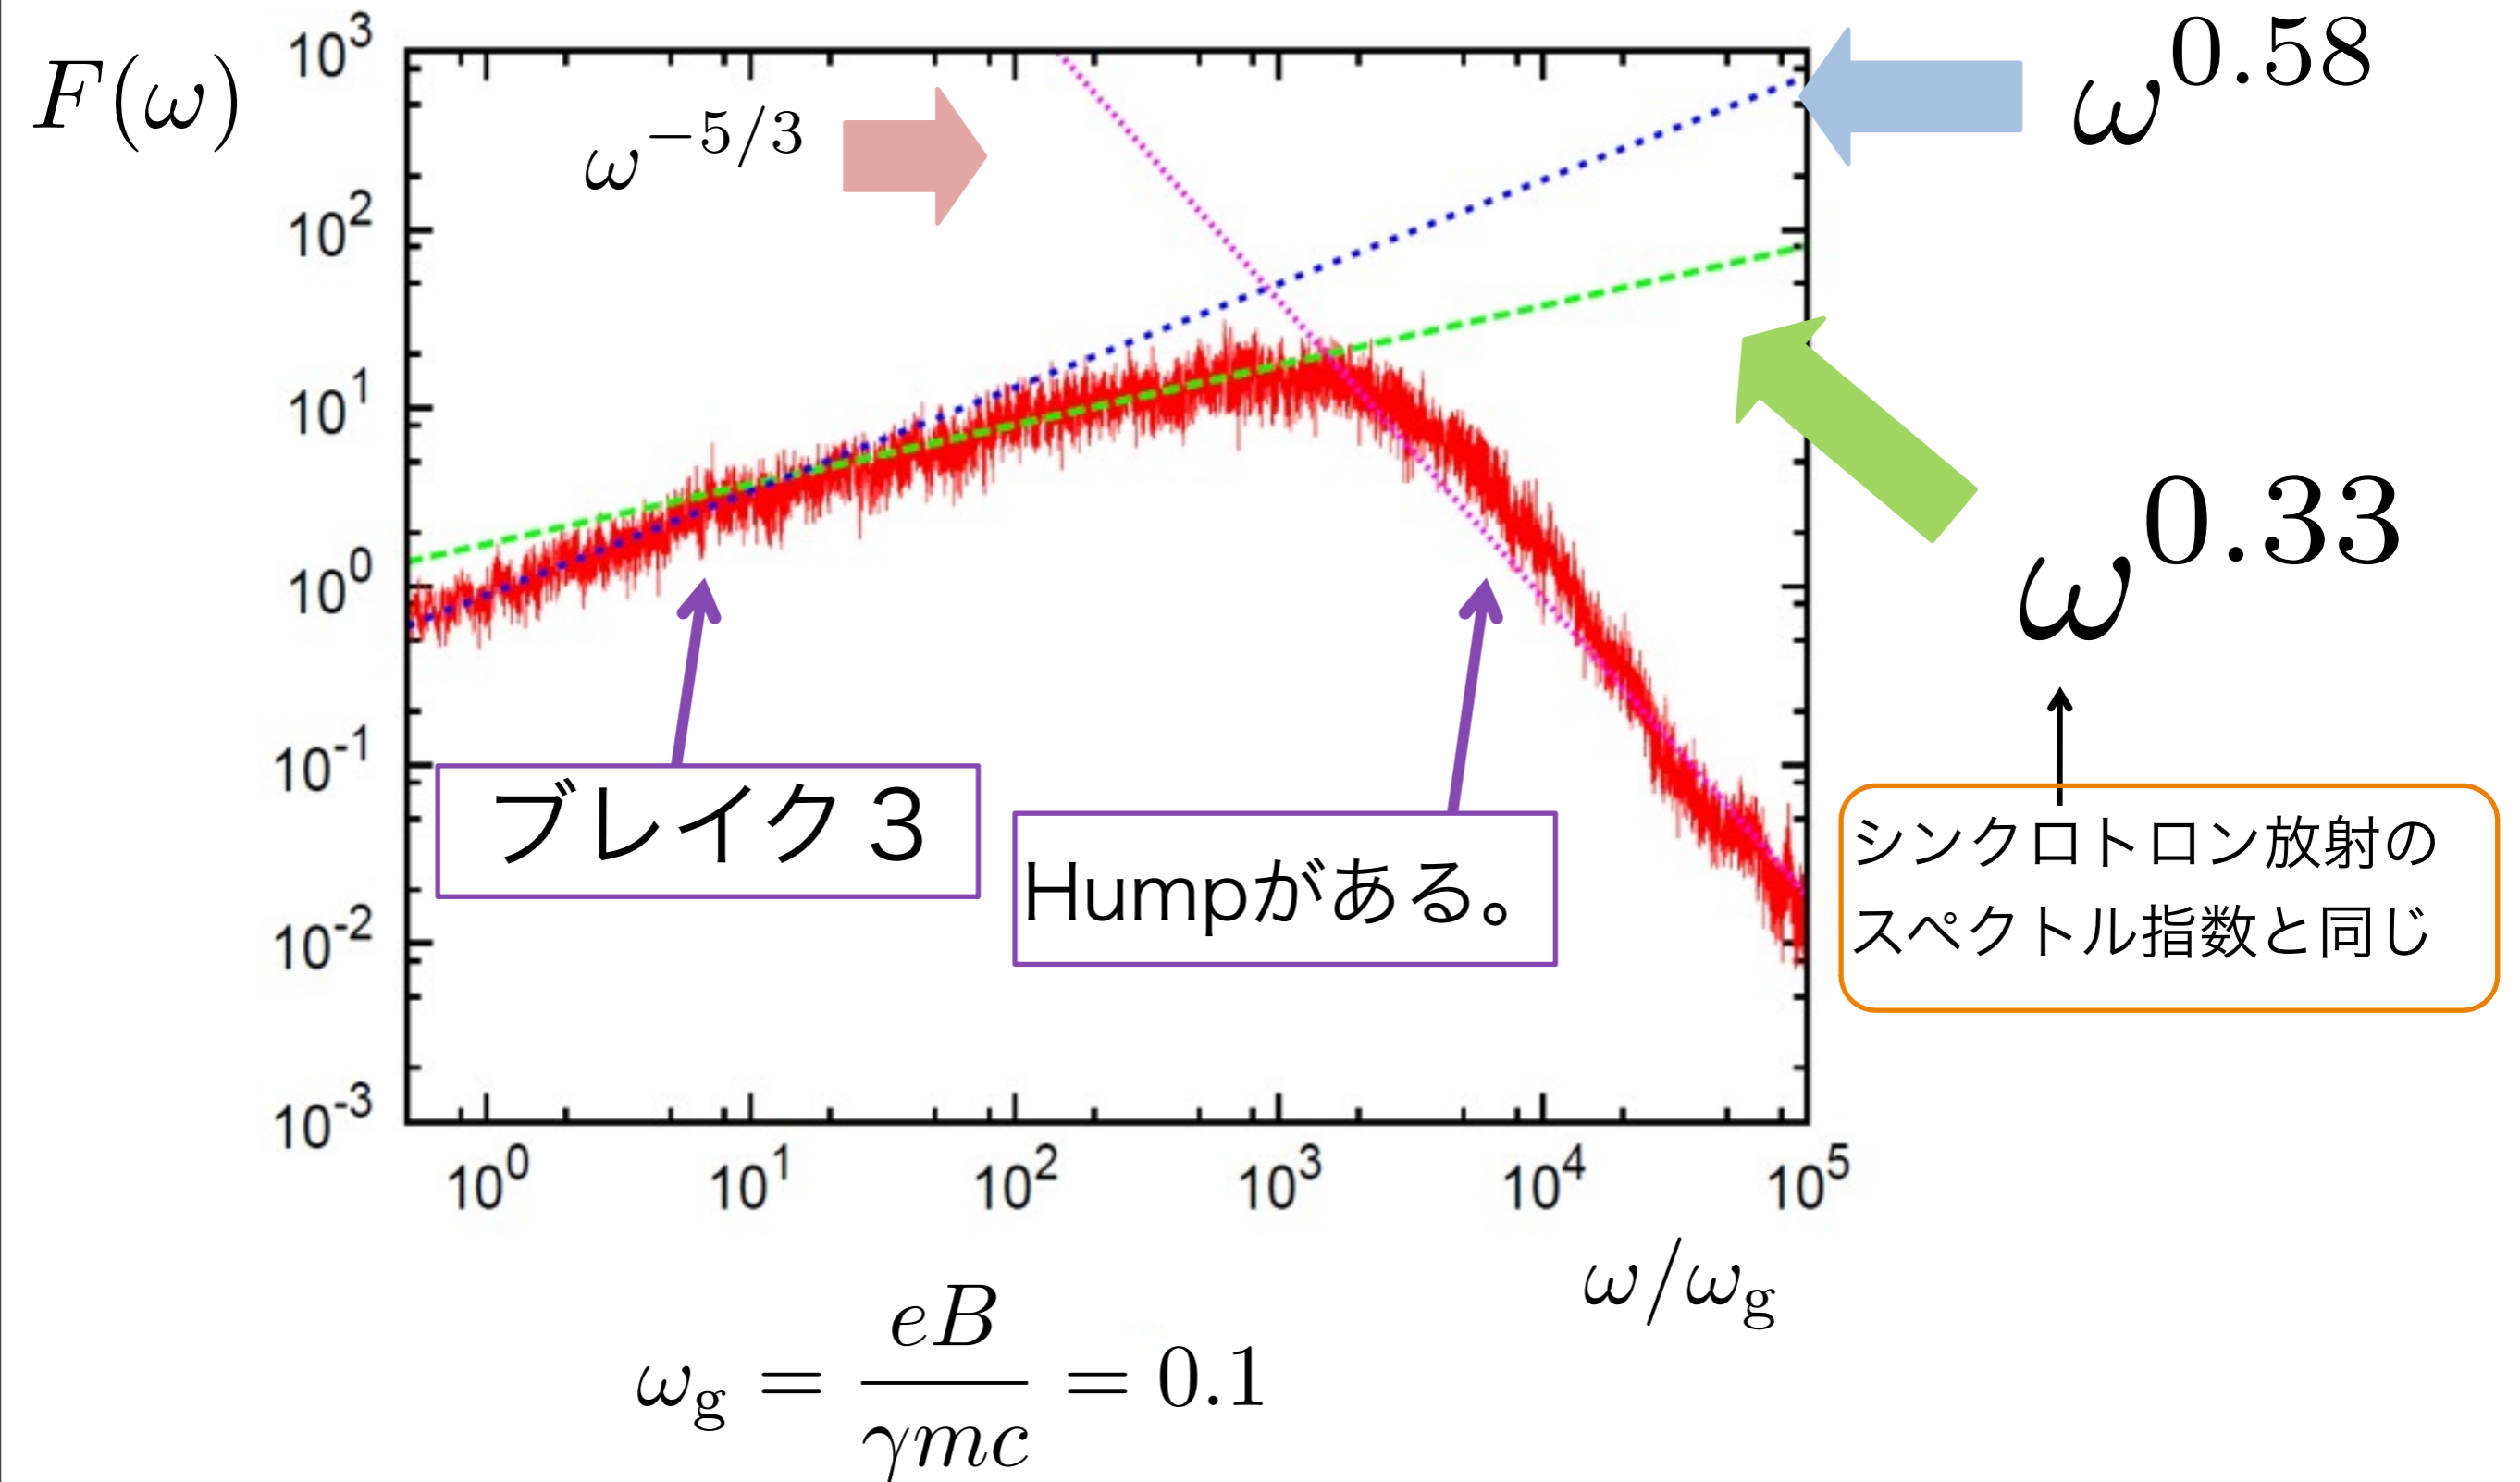 F(ω)
10^3
10^2
10^1
10^0
10^-1
10^-2
10^-3
ω^{-5/3}
ω^{0.58}
ω^{0.33}
ブレイク３
Humpがある。
シンクロトロン放射の
スペクトル指数と同じ
10^0 10^1 10^2 10^3 10^4 10^5
ω/ω_g
ω_g = eB/γmc = 0.1